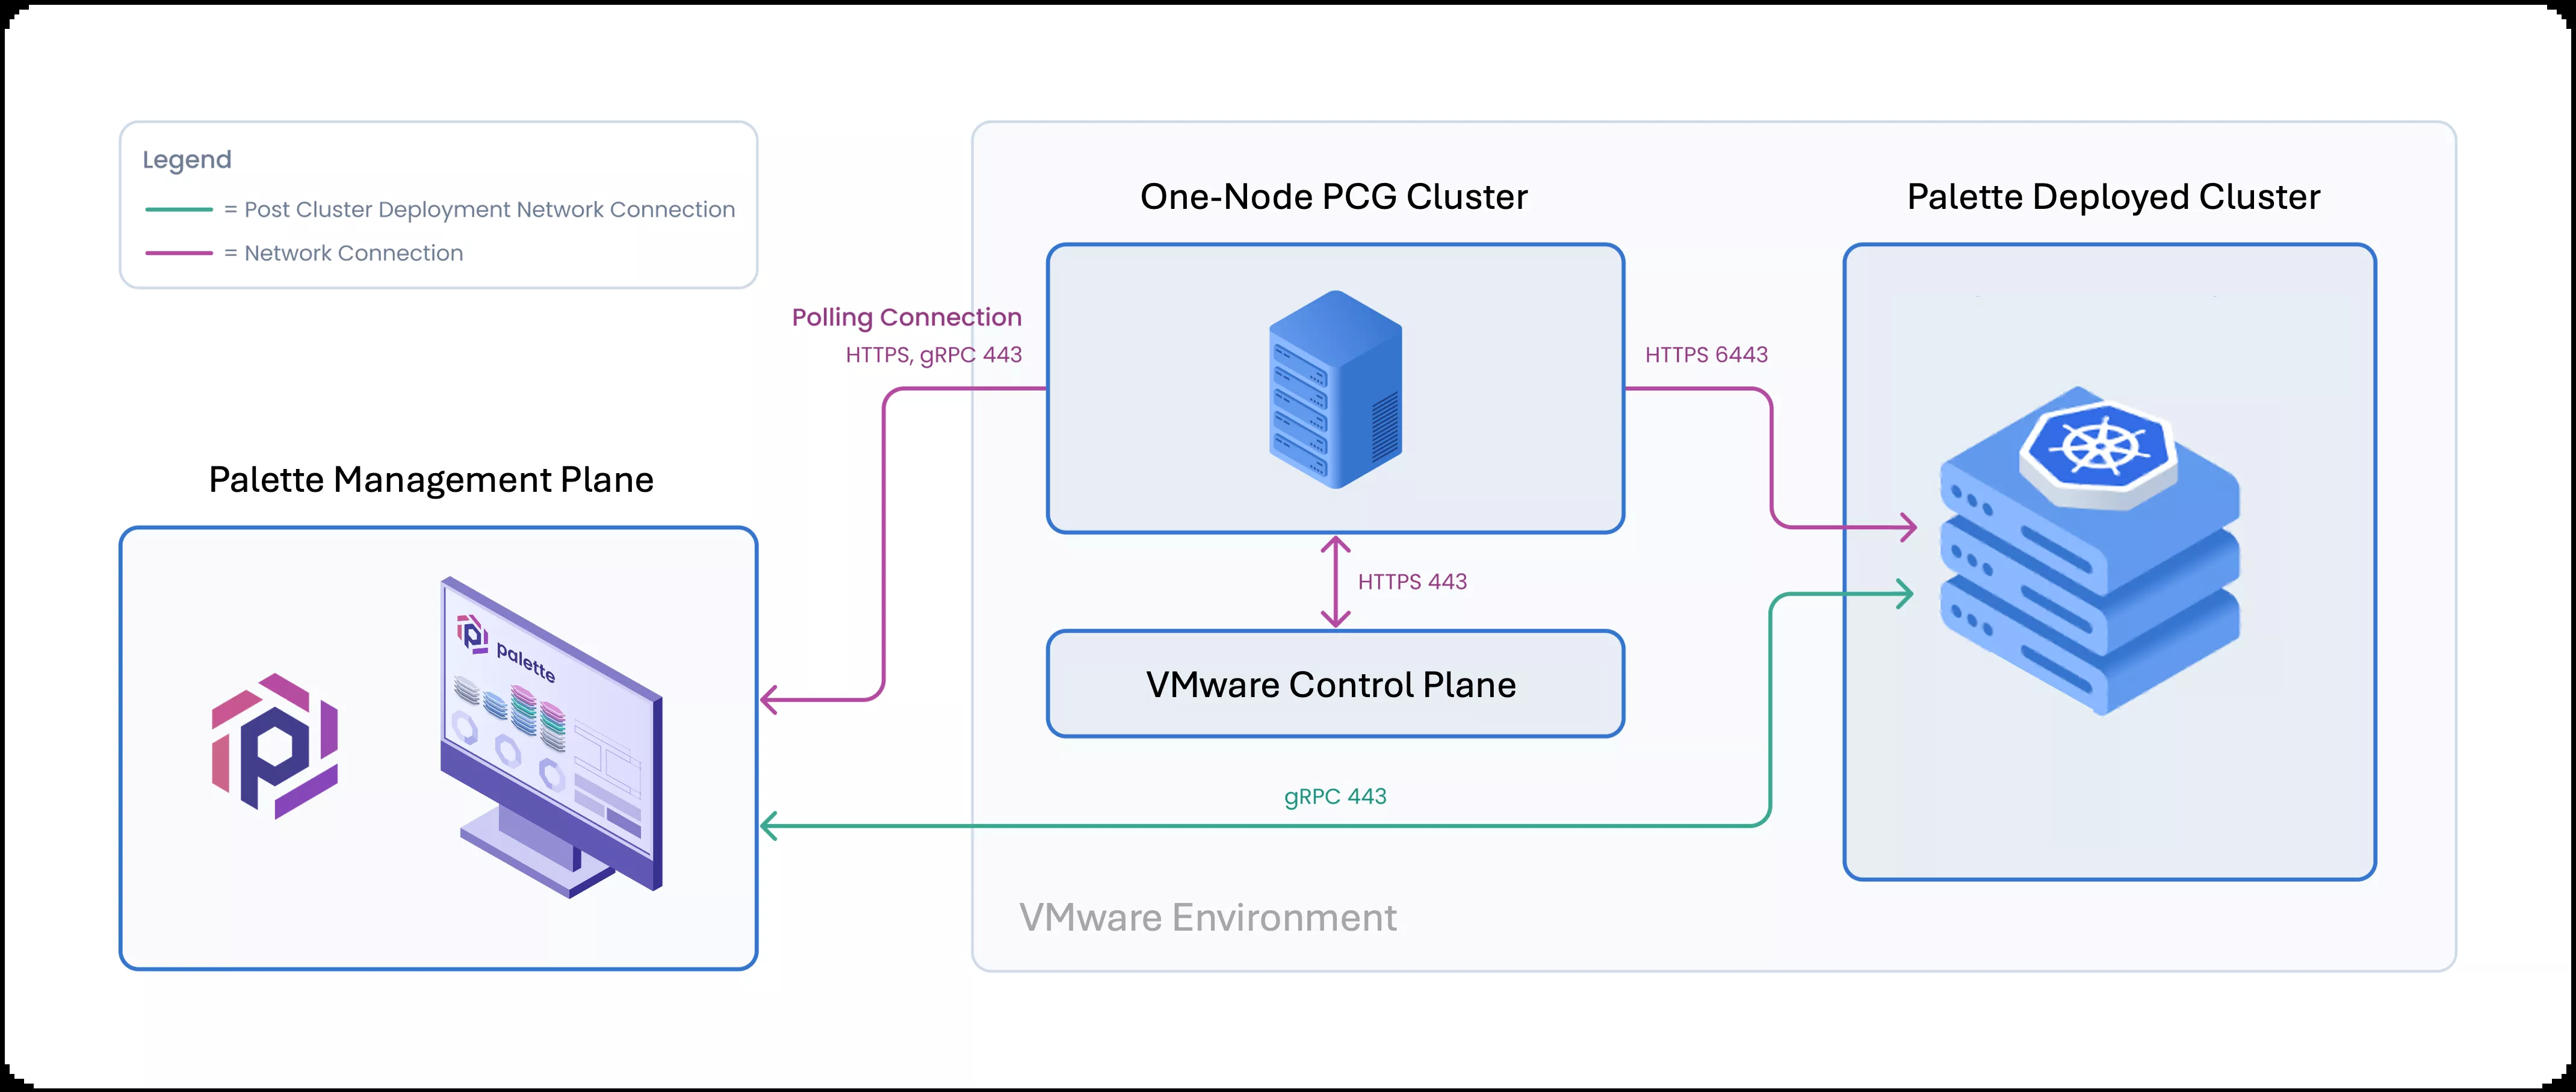 Legend
= Post Cluster Deployment Network Connection
= Network Connection
One-Node PCG Cluster
Palette Deployed Cluster
Polling Connection
HTTPS, gRPC 443
HTTPS 6443
Palette Management Plane
HTTPS 443
palette
VMware Control Plane
gRPC 443
VMware Environment